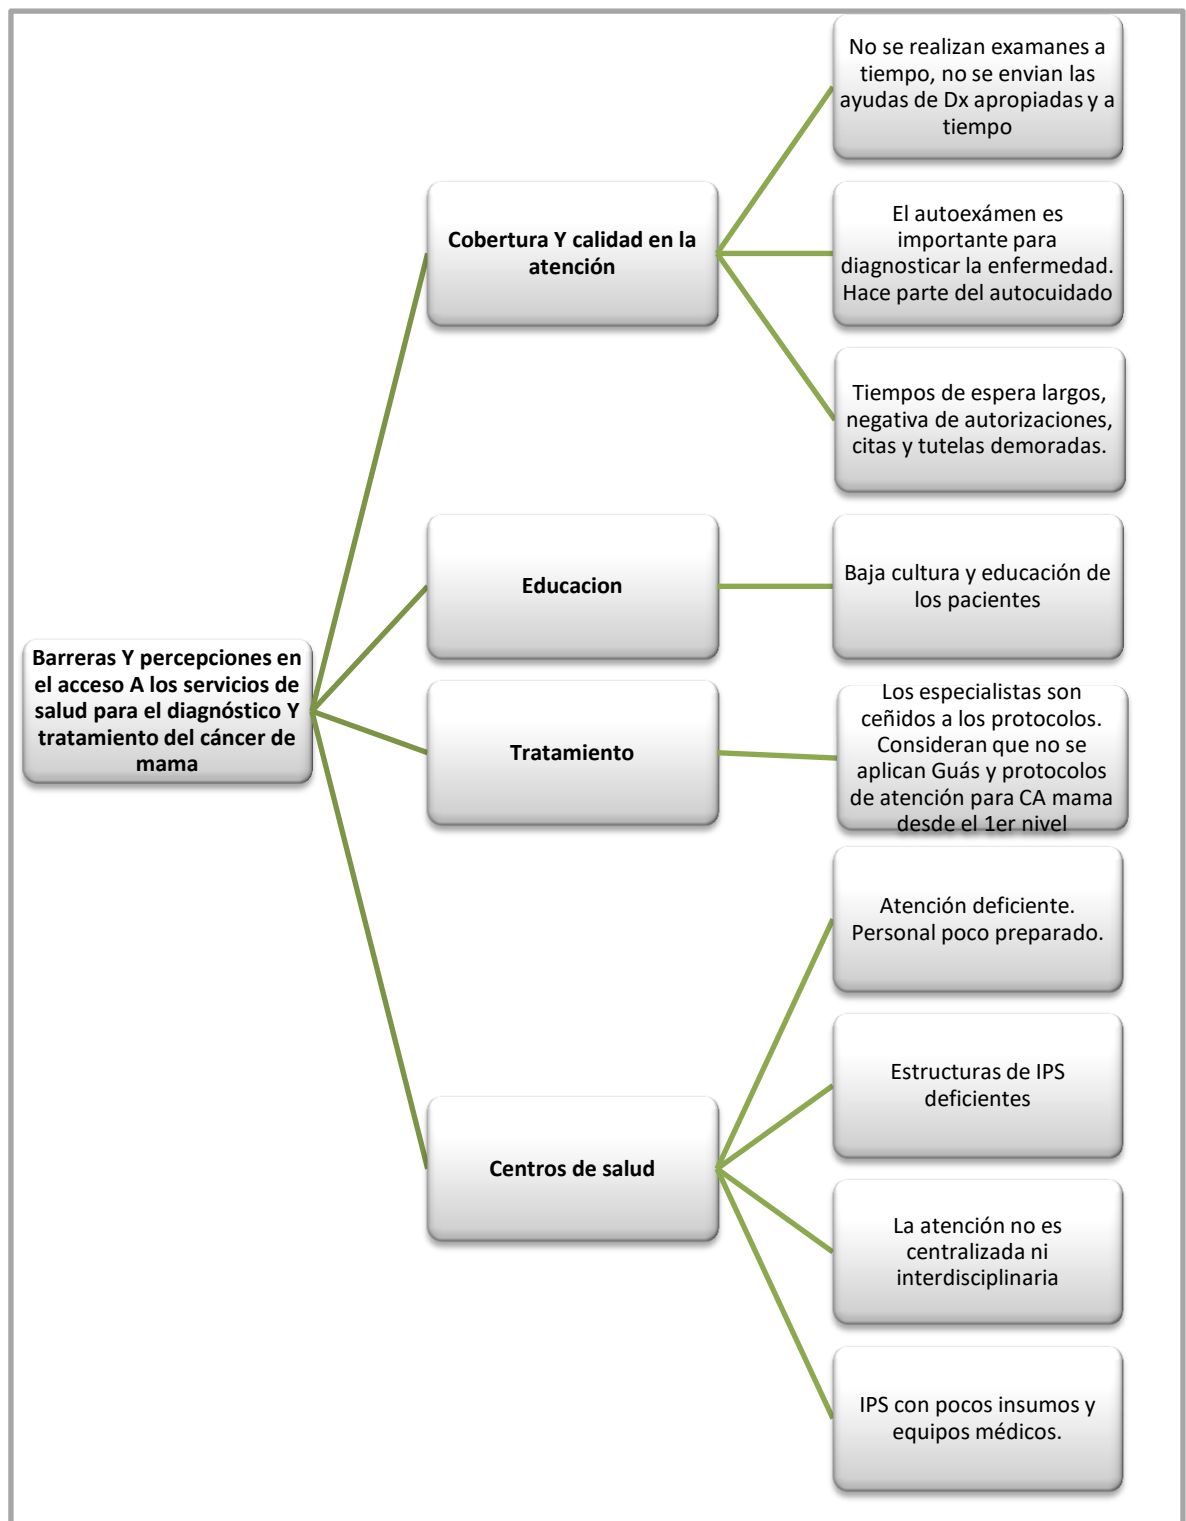 No se realizan examanes a
tiempo, no se envian las
ayudas de Dx apropiadas y a
tiempo
Cobertura Y calidad en la
atención
El autoexámen es
importante para
diagnosticar la enfermedad.
Hace parte del autocuidado
Tiempos de espera largos,
negativa de autorizaciones,
citas y tutelas demoradas.
Educacion
Baja cultura y educación de
los pacientes
Barreras Y percepciones en
el acceso A los servicios de
salud para el diagnóstico Y
tratamiento del cáncer de
mama
Tratamiento
Los especialistas son
ceñidos a los protocolos.
Consideran que no se
aplican Guás y protocolos
de atención para CA mama
desde el 1er nivel
Atención deficiente.
Personal poco preparado.
Estructuras de IPS
deficientes
Centros de salud
La atención no es
centralizada ni
interdisciplinaria
IPS con pocos insumos y
equipos médicos.